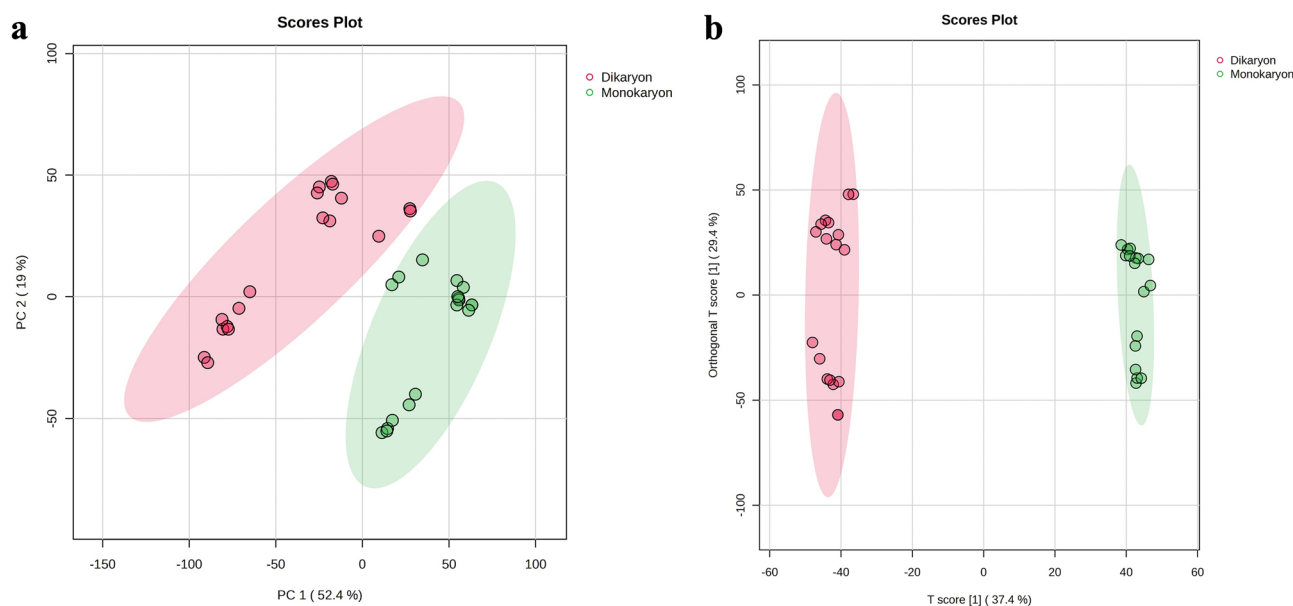 a
Scores Plot
100
50
0
-50
PC 2 ( 19 %)
-150
-100
-50
0
50
100
PC 1 ( 52.4 %)
Dikaryon
Monokaryon
b
Scores Plot
100
50
0
-50
-100
Orthogonal T score [1] ( 29.4 %)
-60
-40
-20
0
20
40
60
T score [1] ( 37.4 %)
Dikaryon
Monokaryon